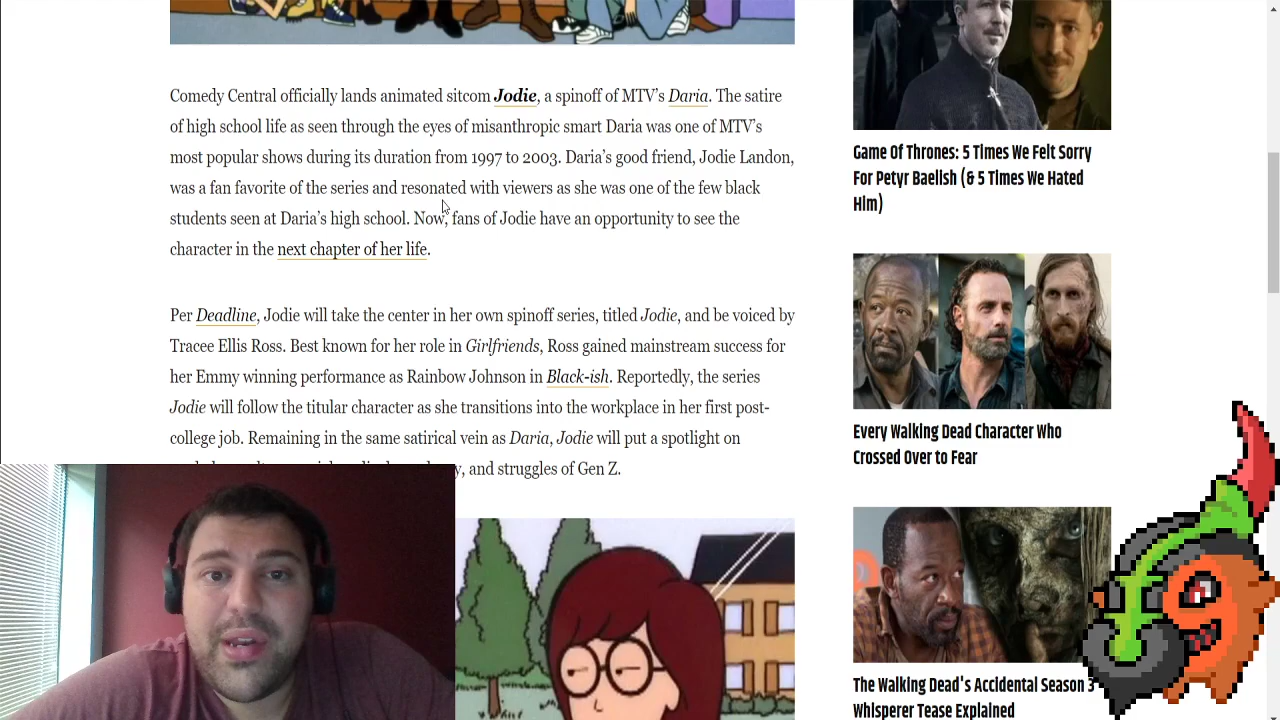 Comedy Central officially lands animated sitcom Jodie, a spinoff of MTV’s Daria. The satire
of high school life as seen through the eyes of misanthropic smart Daria was one of MTV’s
most popular shows during its duration from 1997 to 2003. Daria’s good friend, Jodie Landon,
was a fan favorite of the series and resonated with viewers as she was one of the few black
students seen at Daria’s high school. Now, fans of Jodie have an opportunity to see the
character in the next chapter of her life.
Per Deadline, Jodie will take the center in her own spinoff series, titled Jodie, and be voiced by
Tracee Ellis Ross. Best known for her role in Girlfriends, Ross gained mainstream success for
her Emmy winning performance as Rainbow Johnson in Black-ish. Reportedly, the series
Jodie will follow the titular character as she transitions into the workplace in her first post-
college job. Remaining in the same satirical vein as Daria, Jodie will put a spotlight on
and struggles of Gen Z.
Game Of Thrones: 5 Times We Felt Sorry
For Petyr Baelish (& 5 Times We Hated
Him)
Every Walking Dead Character Who
Crossed Over to Fear
The Walking Dead's Accidental Season 3
Whisperer Tease Explained